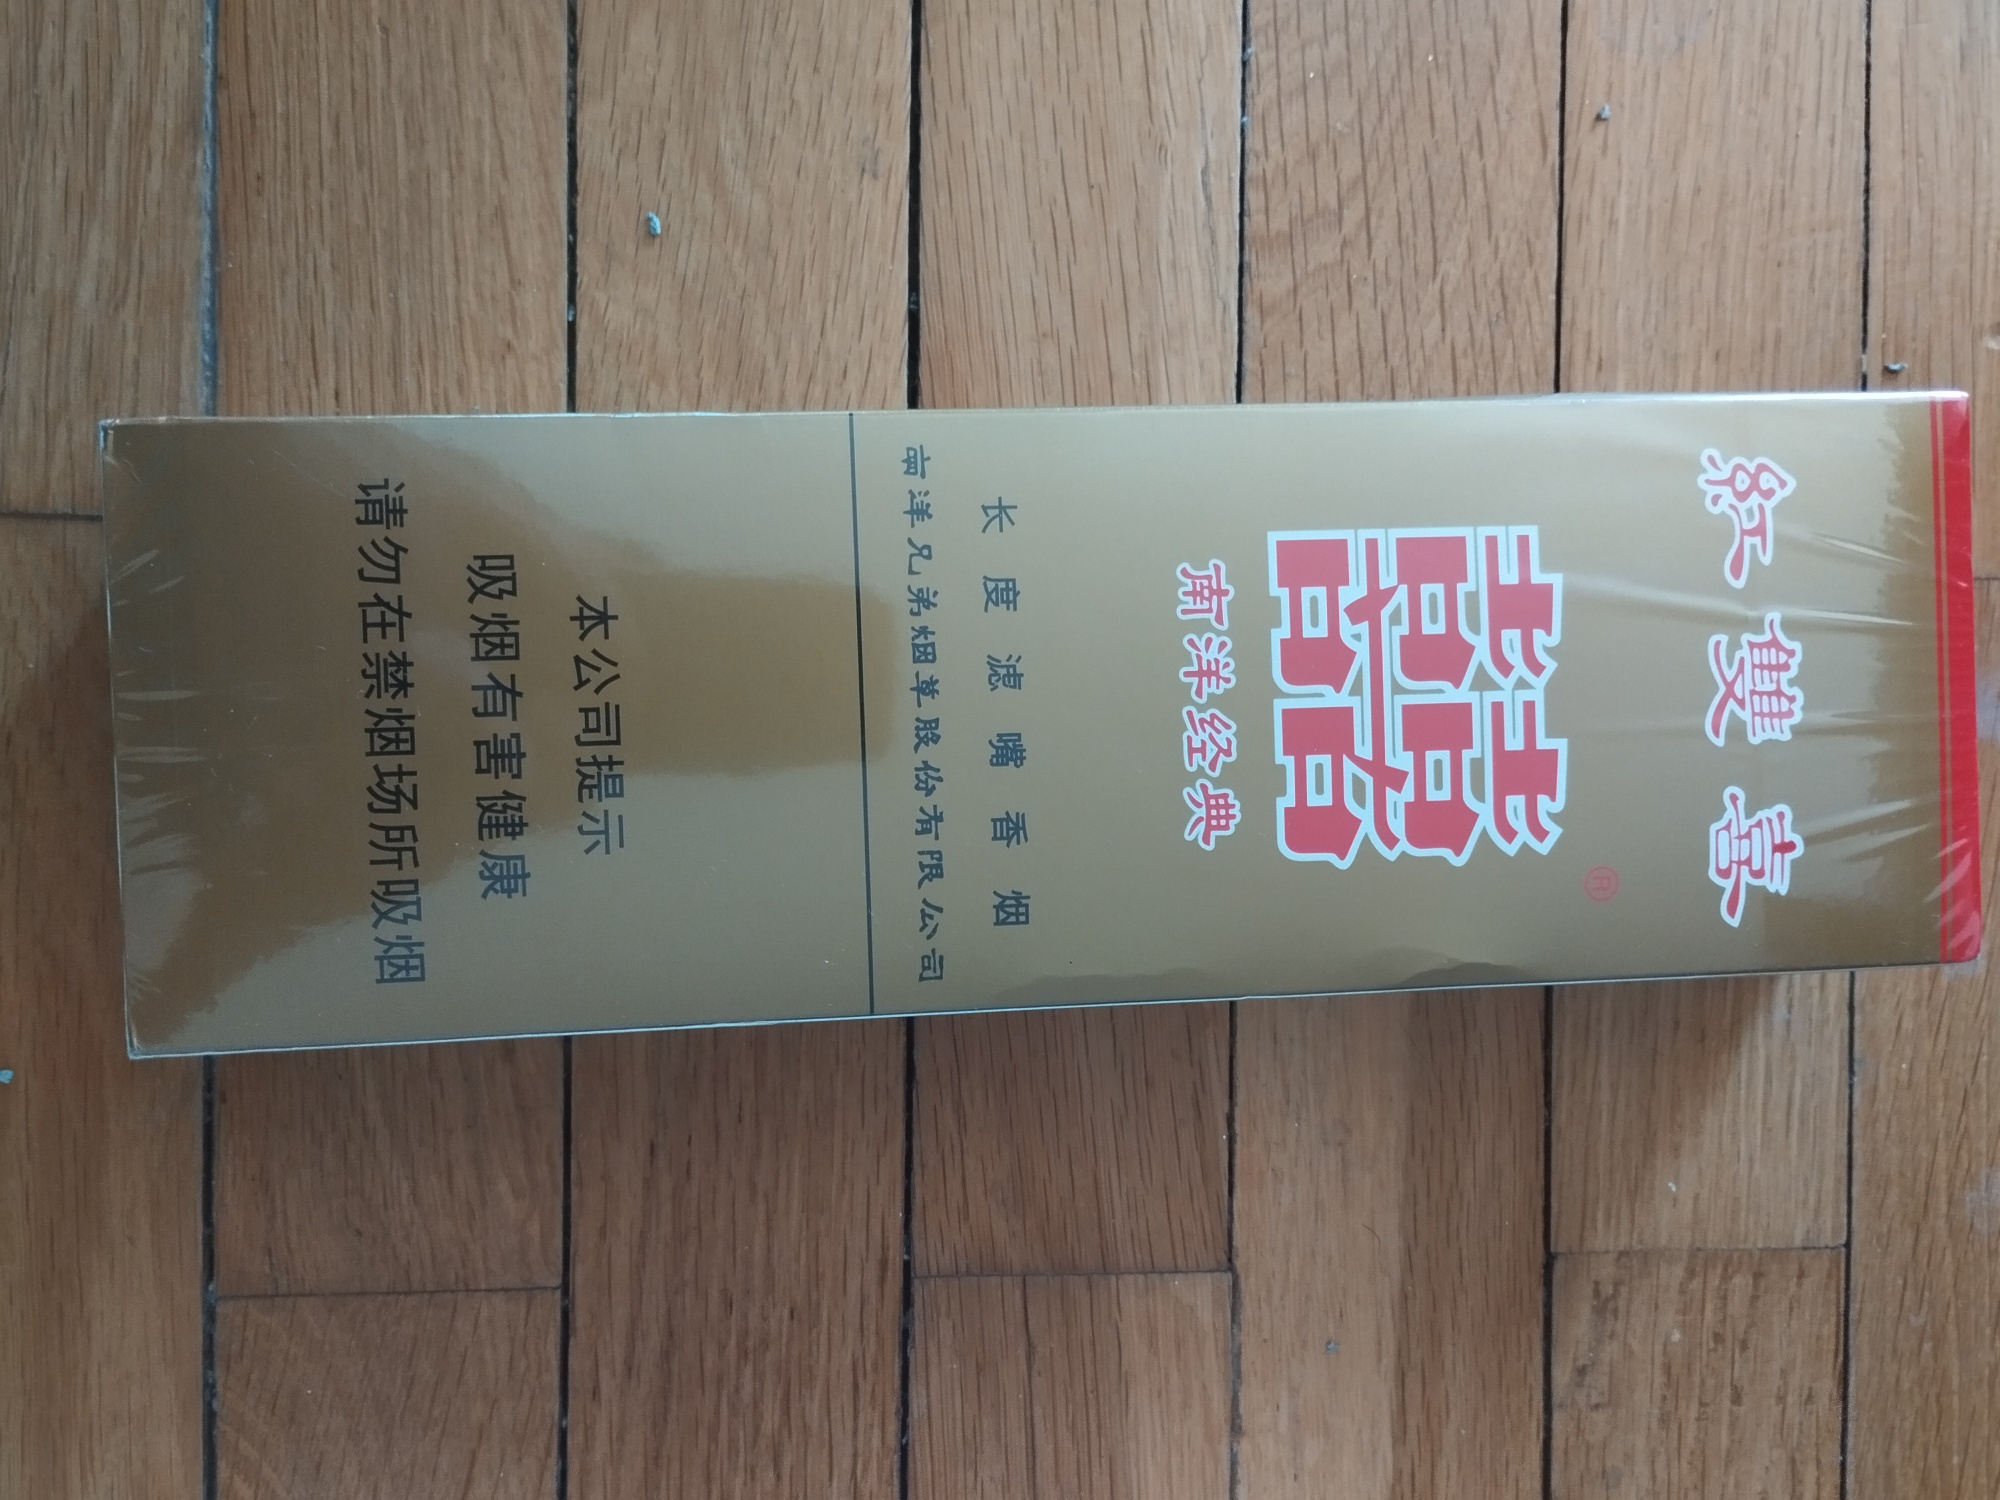 紅雙喜
®
囍
南洋经典
长度滤嘴香烟
南洋兄弟烟草股份有限公司
本公司提示
吸烟有害健康
请勿在禁烟场所吸烟